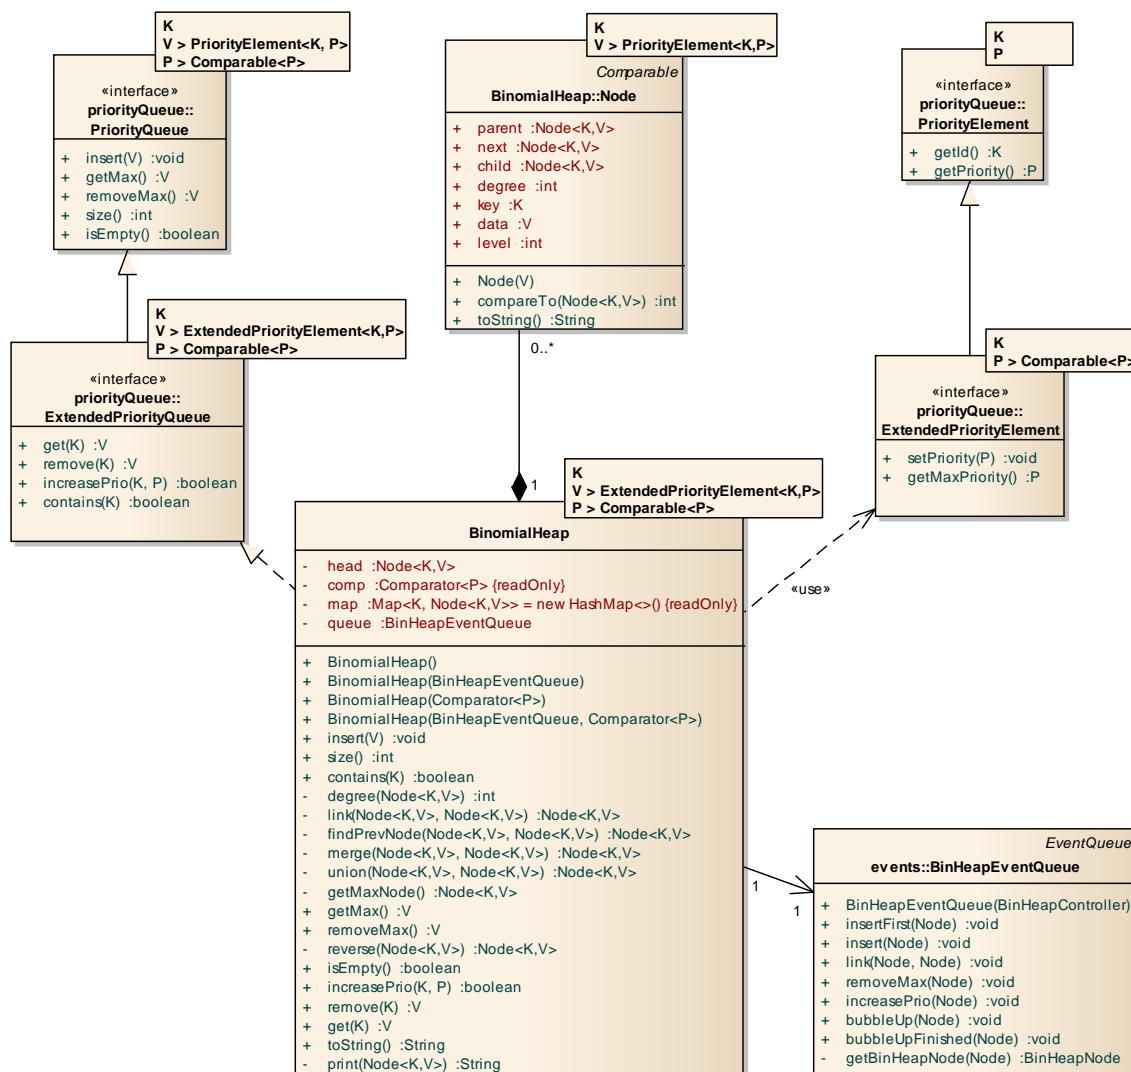 K
V > PriorityElement<K, P>
P > Comparable<P>
«interface»
priorityQueue::
PriorityQueue
+ insert(V) :void
+ getMax() :V
+ removeMax() :V
+ size() :int
+ isEmpty() :boolean
K
V > PriorityElement<K,P>
Comparable
BinomialHeap::Node
+ parent :Node<K,V>
+ next :Node<K,V>
+ child :Node<K,V>
+ degree :int
+ key :K
+ data :V
+ level :int
+ Node(V)
+ compareTo(Node<K,V>) :int
+ toString() :String
K
P
«interface»
priorityQueue::
PriorityElement
+ getId() :K
+ getPriority() :P
K
V > ExtendedPriorityElement<K,P>
P > Comparable<P>
«interface»
priorityQueue::
ExtendedPriorityQueue
+ get(K) :V
+ remove(K) :V
+ increasePrio(K, P) :boolean
+ contains(K) :boolean
0..*
1
K
P > Comparable<P>
«interface»
priorityQueue::
ExtendedPriorityElement
+ setPriority(P) :void
+ getMaxPriority() :P
«use»
K
V > ExtendedPriorityElement<K,P>
P > Comparable<P>
BinomialHeap
- head :Node<K,V>
- comp :Comparator<P> {readOnly}
- map :Map<K, Node<K,V>> = new HashMap<>() {readOnly}
- queue :BinHeapEventQueue
+ BinomialHeap()
+ BinomialHeap(BinHeapEventQueue)
+ BinomialHeap(Comparator<P>)
+ BinomialHeap(BinHeapEventQueue, Comparator<P>)
+ insert(V) :void
+ size() :int
+ contains(K) :boolean
- degree(Node<K,V>) :int
- link(Node<K,V>, Node<K,V>) :Node<K,V>
- findPrevNode(Node<K,V>, Node<K,V>) :Node<K,V>
- merge(Node<K,V>, Node<K,V>) :Node<K,V>
- union(Node<K,V>, Node<K,V>) :Node<K,V>
- getMaxNode() :Node<K,V>
+ getMax() :V
+ removeMax() :V
- reverse(Node<K,V>) :Node<K,V>
+ isEmpty() :boolean
+ increasePrio(K, P) :boolean
+ remove(K) :V
+ get(K) :V
+ toString() :String
- print(Node<K,V>) :String
1
1
EventQueue
events::BinHeapEventQueue
+ BinHeapEventQueue(BinHeapController)
+ insertFirst(Node) :void
+ insert(Node) :void
+ link(Node, Node) :void
+ removeMax(Node) :void
+ increasePrio(Node) :void
+ bubbleUp(Node) :void
+ bubbleUpFinished(Node) :void
- getBinHeapNode(Node) :BinHeapNode